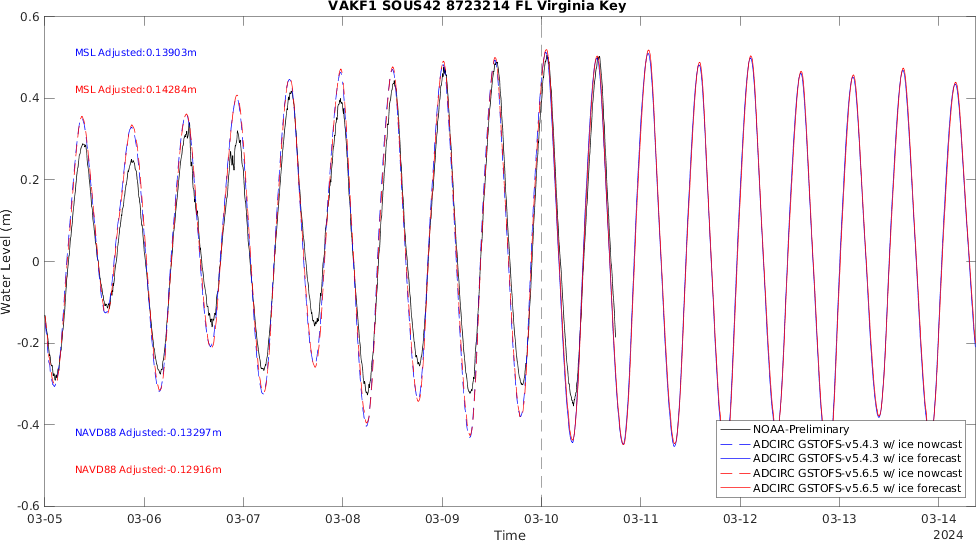 VAKF1 SOUS42 8723214 FL Virginia Key
0.6
0.4
0.2
0
-0.2
-0.4
-0.6
Water Level (m)
MSL Adjusted:0.13903m
MSL Adjusted:0.14284m
NAVD88 Adjusted:-0.13297m
NAVD88 Adjusted:-0.12916m
NOAA-Preliminary
ADCIRC GSTOFS-v5.4.3 w/ ice nowcast
ADCIRC GSTOFS-v5.4.3 w/ ice forecast
ADCIRC GSTOFS-v5.6.5 w/ ice nowcast
ADCIRC GSTOFS-v5.6.5 w/ ice forecast
03-05 03-06 03-07 03-08 03-09 03-10 03-11 03-12 03-13 03-14
Time
2024